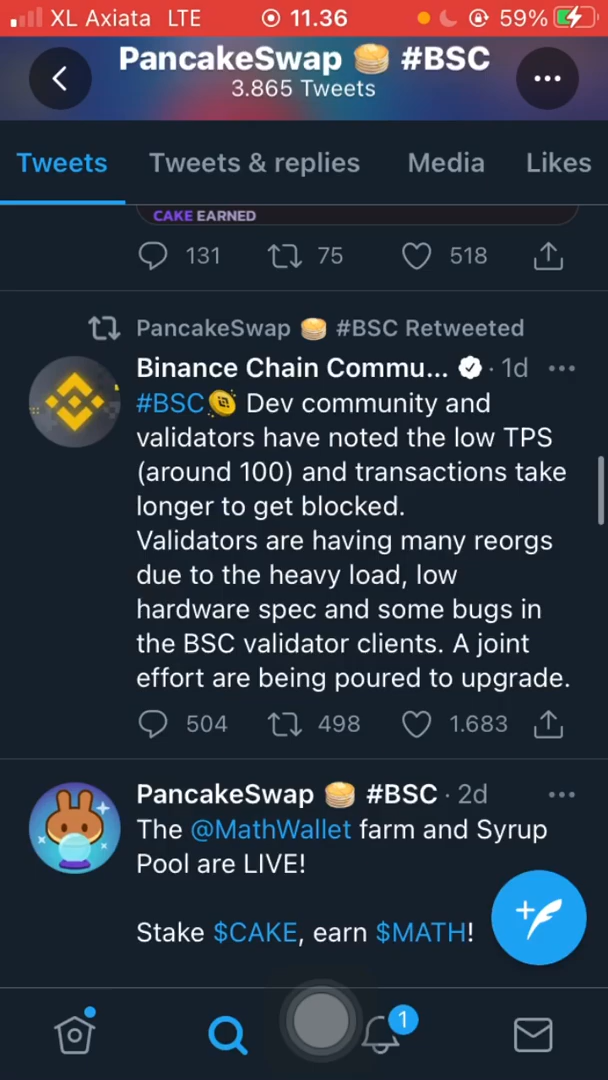 XL Axiata LTE 11.36 59%
PancakeSwap 🥞 #BSC
3.865 Tweets
Tweets Tweets & replies Media Likes
CAKE EARNED
131 75 518
PancakeSwap 🥞 #BSC Retweeted
Binance Chain Commu... · 1d
#BSC Dev community and
validators have noted the low TPS
(around 100) and transactions take
longer to get blocked.
Validators are having many reorgs
due to the heavy load, low
hardware spec and some bugs in
the BSC validator clients. A joint
effort are being poured to upgrade.
504 498 1.683
PancakeSwap 🥞 #BSC · 2d
The @MathWallet farm and Syrup
Pool are LIVE!
Stake $CAKE, earn $MATH!
1